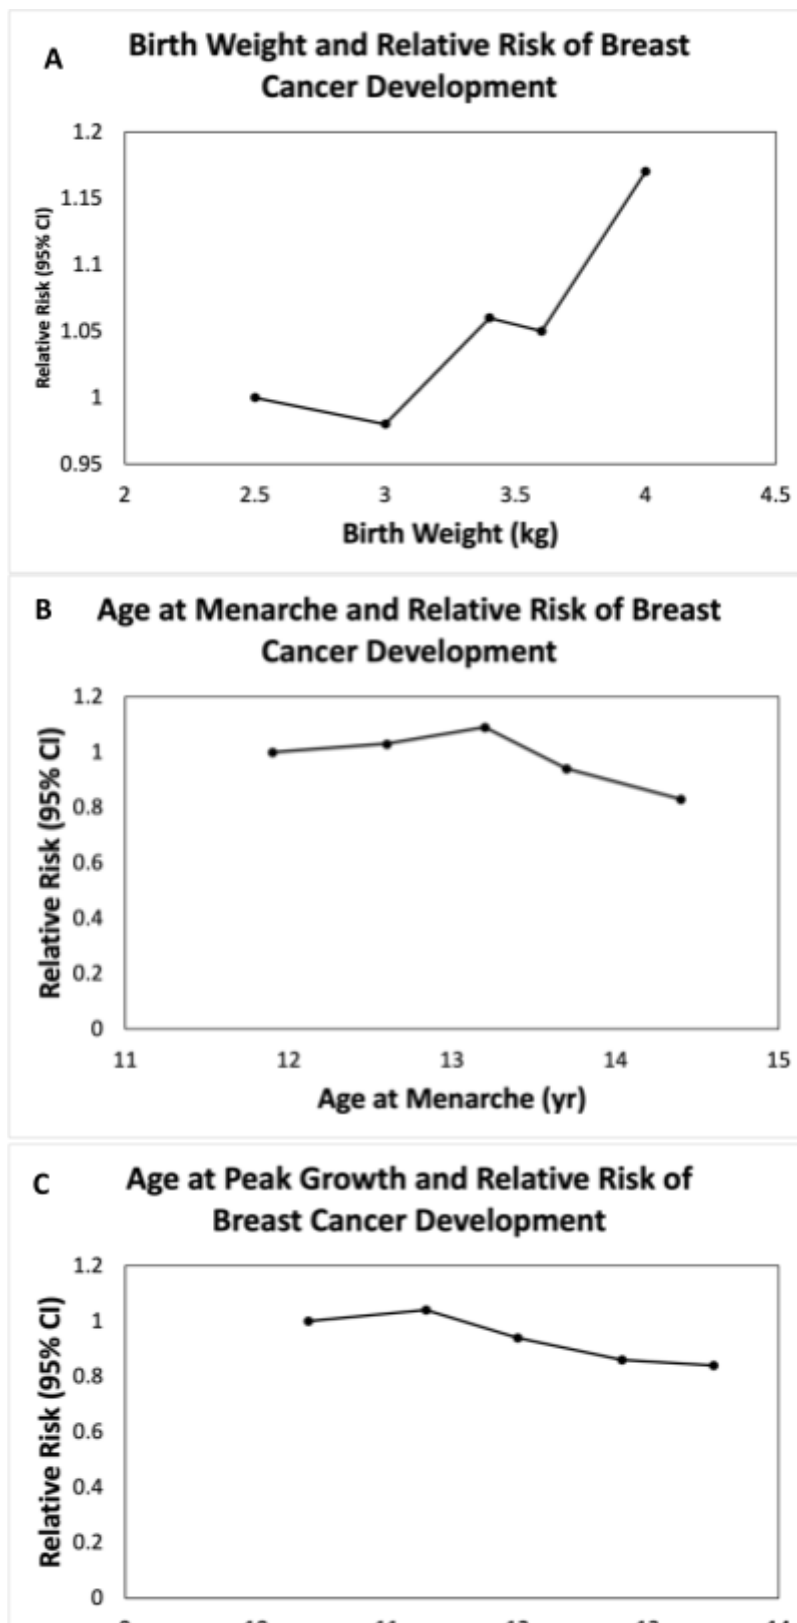 A
Birth Weight and Relative Risk of Breast
Cancer Development
Relative Risk (95% CI)
1.2
1.15
1.1
1.05
1
0.95
2 2.5 3 3.5 4 4.5
Birth Weight (kg)
B
Age at Menarche and Relative Risk of Breast
Cancer Development
Relative Risk (95% CI)
1.2
1
0.8
0.6
0.4
0.2
0
11 12 13 14 15
Age at Menarche (yr)
C
Age at Peak Growth and Relative Risk of
Breast Cancer Development
Relative Risk (95% CI)
1.2
1
0.8
0.6
0.4
0.2
0